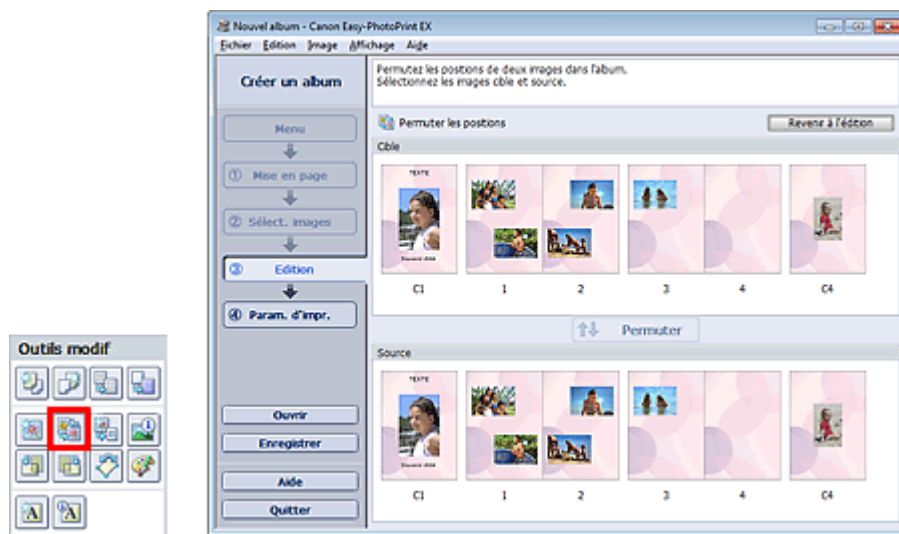 Outils modif
Nouvel album - Canon Easy-PhotoPrint EX
Fichier Edition Image Affichage Aide
Créer un album
Menu
① Mise en page
② Sélect. images
③ Edition
④ Param. d'impr.
Ouvrir
Enregistrer
Aide
Quitter
Permutez les positions de deux images dans l'album.
Sélectionnez les images cible et source.
Permuter les positions
Revenir à l'édition
Cible
TEXTE
C1 1 2 3 4 C4
Permuter
Source
TEXTE
C1 1 2 3 4 C4